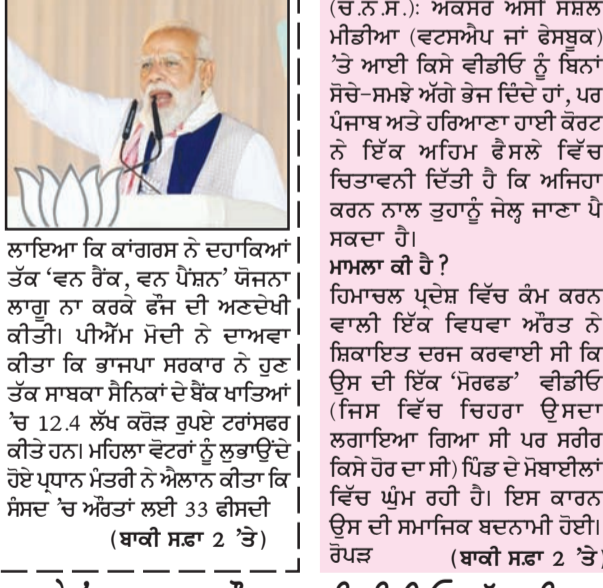 ਲਾਇਆ ਕਿ ਕਾਂਗਰਸ ਨੇ ਦਹਾਕਿਆਂ
ਤੱਕ ‘ਵਨ ਰੈਂਕ, ਵਨ ਪੈਂਸ਼ਨ’ ਯੋਜਨਾ
ਲਾਗੂ ਨਾ ਕਰਕੇ ਫੌਜ ਦੀ ਅਣਦੇਖੀ
ਕੀਤੀ। ਪੀਐੱਮ ਮੋਦੀ ਨੇ ਦਾਅਵਾ
ਕੀਤਾ ਕਿ ਭਾਜਪਾ ਸਰਕਾਰ ਨੇ ਹੁਣ
ਤੱਕ ਸਾਬਕਾ ਸੈਨਿਕਾਂ ਦੇ ਬੈਂਕ ਖਾਤਿਆਂ
’ਚ 12.4 ਲੱਖ ਕਰੋੜ ਰੁਪਏ ਟਰਾਂਸਫਰ
ਕੀਤੇ ਹਨ। ਮਹਿਲਾ ਵੋਟਰਾਂ ਨੂੰ ਲੁਭਾਉਂਦੇ
ਹੋਏ ਪ੍ਰਧਾਨ ਮੰਤਰੀ ਨੇ ਐਲਾਨ ਕੀਤਾ ਕਿ
ਸੰਸਦ ’ਚ ਔਰਤਾਂ ਲਈ 33 ਫੀਸਦੀ
(ਬਾਕੀ ਸਫ਼ਾ 2 ’ਤੇ)
(ਚ.ਨ.ਸ.): ਅਕਸਰ ਅਸੀਂ ਸੋਸ਼ਲ
ਮੀਡੀਆ (ਵਟਸਐਪ ਜਾਂ ਫੇਸਬੂਕ)
’ਤੇ ਆਈ ਕਿਸੇ ਵੀਡੀਓ ਨੂੰ ਬਿਨਾਂ
ਸੋਚੇ-ਸਮਝੇ ਅੱਗੇ ਭੇਜ ਦਿੰਦੇ ਹਾਂ, ਪਰ
ਪੰਜਾਬ ਅਤੇ ਹਰਿਆਣਾ ਹਾਈ ਕੋਰਟ
ਨੇ ਇੱਕ ਅਹਿਮ ਫੈਸਲੇ ਵਿੱਚ
ਚਿਤਾਵਨੀ ਦਿੱਤੀ ਹੈ ਕਿ ਅਜਿਹਾ
ਕਰਨ ਨਾਲ ਤੁਹਾਨੂੰ ਜੇਲ੍ਹ ਜਾਣਾ ਪੈ
ਸਕਦਾ ਹੈ।
ਮਾਮਲਾ ਕੀ ਹੈ?
ਹਿਮਾਚਲ ਪ੍ਰਦੇਸ਼ ਵਿੱਚ ਕੰਮ ਕਰਨ
ਵਾਲੀ ਇੱਕ ਵਿਧਵਾ ਔਰਤ ਨੇ
ਸ਼ਿਕਾਇਤ ਦਰਜ ਕਰਵਾਈ ਸੀ ਕਿ
ਉਸ ਦੀ ਇੱਕ ‘ਮੋਰਫਡ’ ਵੀਡੀਓ
(ਜਿਸ ਵਿੱਚ ਚਿਹਰਾ ਉਸਦਾ
ਲਗਾਇਆ ਗਿਆ ਸੀ ਪਰ ਸਰੀਰ
ਕਿਸੇ ਹੋਰ ਦਾ ਸੀ) ਪਿੰਡ ਦੇ ਮੋਬਾਈਲਾਂ
ਵਿੱਚ ਘੁੰਮ ਰਹੀ ਹੈ। ਇਸ ਕਾਰਨ
ਉਸ ਦੀ ਸਮਾਜਿਕ ਬਦਨਾਮੀ ਹੋਈ।
ਰੋਪੜ (ਬਾਕੀ ਸਫ਼ਾ 2 ’ਤੇ)